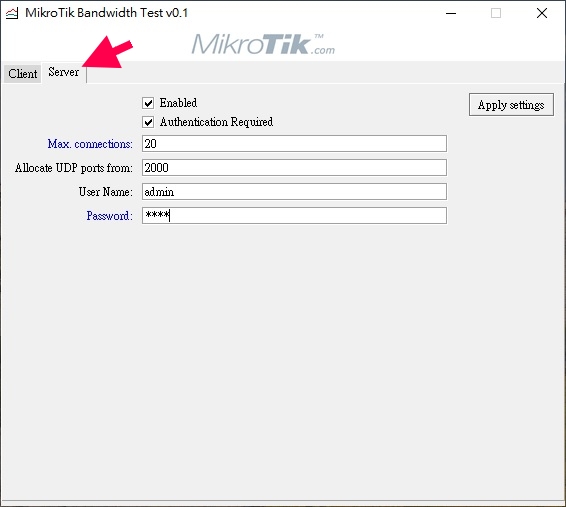 MikroTik Bandwidth Test v0.1
MikroTik™.com
Client Server
Enabled
Apply settings
Authentication Required
Max. connections: 20
Allocate UDP ports from: 2000
User Name: admin
Password: ****